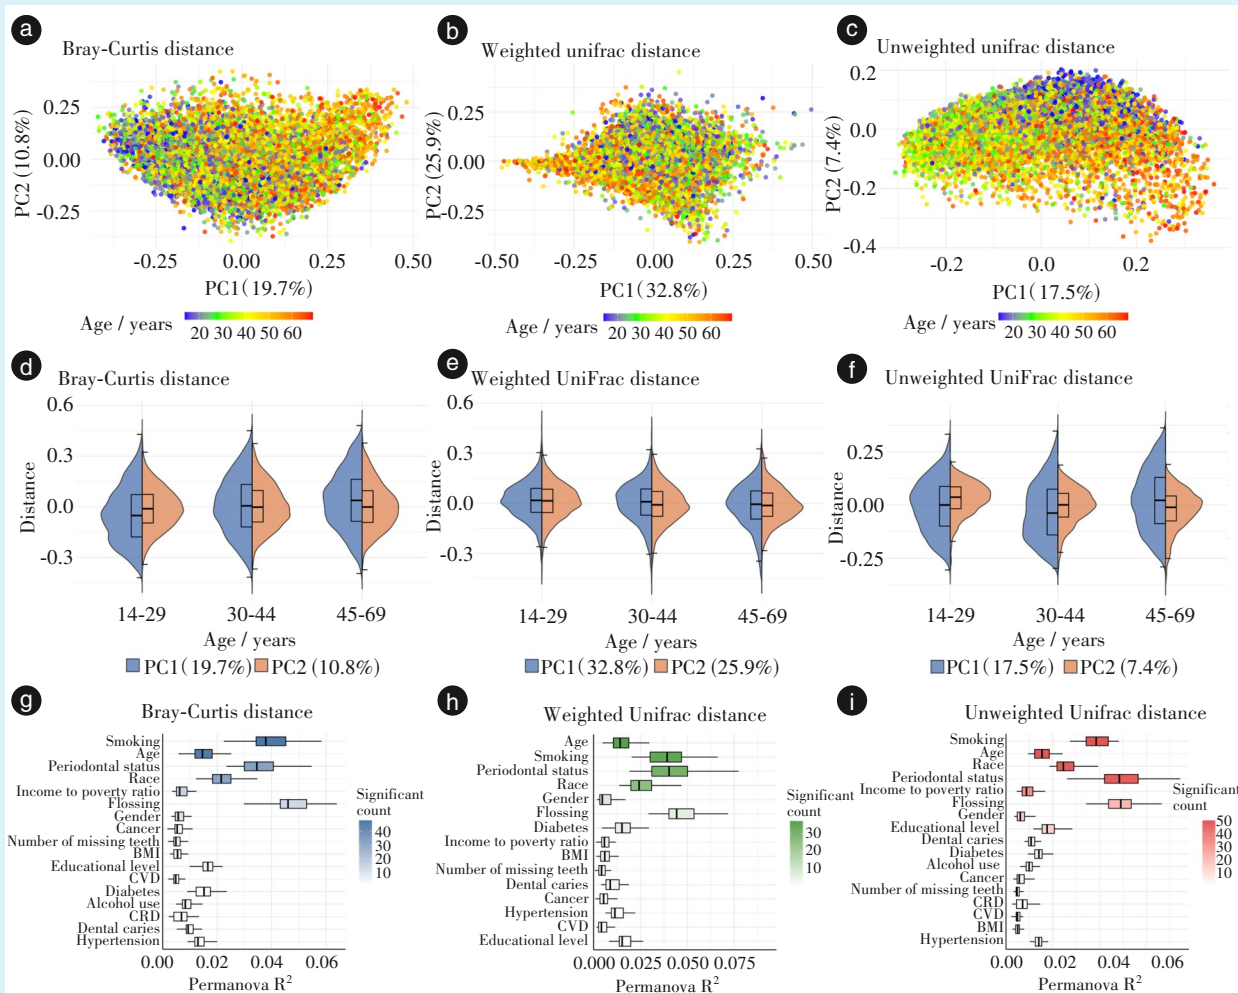 a
Bray-Curtis distance
PC2 (10.8%)
0.25
0.00
-0.25
-0.25 0.00 0.25 0.50
PC1(19.7%)
Age / years
20 30 40 50 60
b
Weighted unifrac distance
PC2 (25.9%)
0.25
0.00
-0.25
-0.50 -0.25 0.00 0.25 0.50
PC1(32.8%)
Age / years
20 30 40 50 60
c
Unweighted unifrac distance
PC2 (7.4%)
0.2
0.0
-0.2
-0.4
-0.2 0.0 0.2
PC1(17.5%)
Age / years
20 30 40 50 60
d
Bray-Curtis distance
Distance
0.6
0.3
0.0
-0.3
14-29 30-44 45-69
Age / years
PC1(19.7%) PC2 (10.8%)
e
Weighted UniFrac distance
Distance
0.6
0.3
0.0
-0.3
14-29 30-44 45-69
Age / years
PC1(32.8%) PC2 (25.9%)
f
Unweighted UniFrac distance
Distance
0.25
0.00
-0.25
14-29 30-44 45-69
Age / years
PC1(17.5%) PC2 (7.4%)
g
Bray-Curtis distance
Smoking
Age
Periodontal status
Race
Income to poverty ratio
Flossing
Gender
Cancer
Number of missing teeth
BMI
Educational level
CVD
Diabetes
Alcohol use
CRD
Dental caries
Hypertension
0.00 0.02 0.04 0.06
Permanova R²
Significant
count
40
30
20
10
h
Weighted Unifrac distance
Age
Smoking
Periodontal status
Race
Gender
Flossing
Diabetes
Income to poverty ratio
BMI
Number of missing teeth
Dental caries
Cancer
Hypertension
CVD
Educational level
0.000 0.025 0.050 0.075
Permanova R²
Significant
count
30
20
10
i
Unweighted Unifrac distance
Smoking
Age
Race
Periodontal status
Income to poverty ratio
Flossing
Gender
Educational level
Dental caries
Diabetes
Alcohol use
Cancer
Number of missing teeth
CRD
CVD
BMI
Hypertension
0.00 0.02 0.04 0.06
Permanova R²
Significant
count
50
40
30
20
10